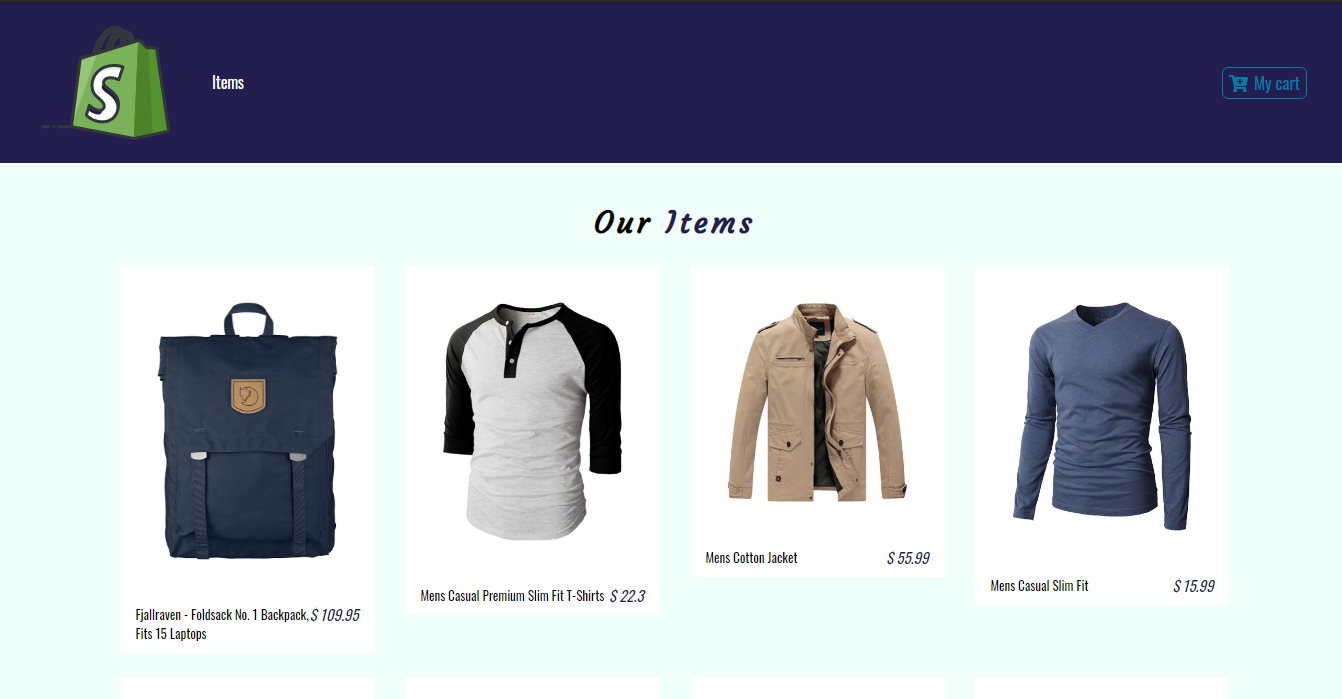 S
Items
My cart
Our Items
Fjallraven - Foldsack No. 1 Backpack, $ 109.95
Fits 15 Laptops
Mens Casual Premium Slim Fit T-Shirts $ 22.3
Mens Cotton Jacket $ 55.99
Mens Casual Slim Fit $ 15.99